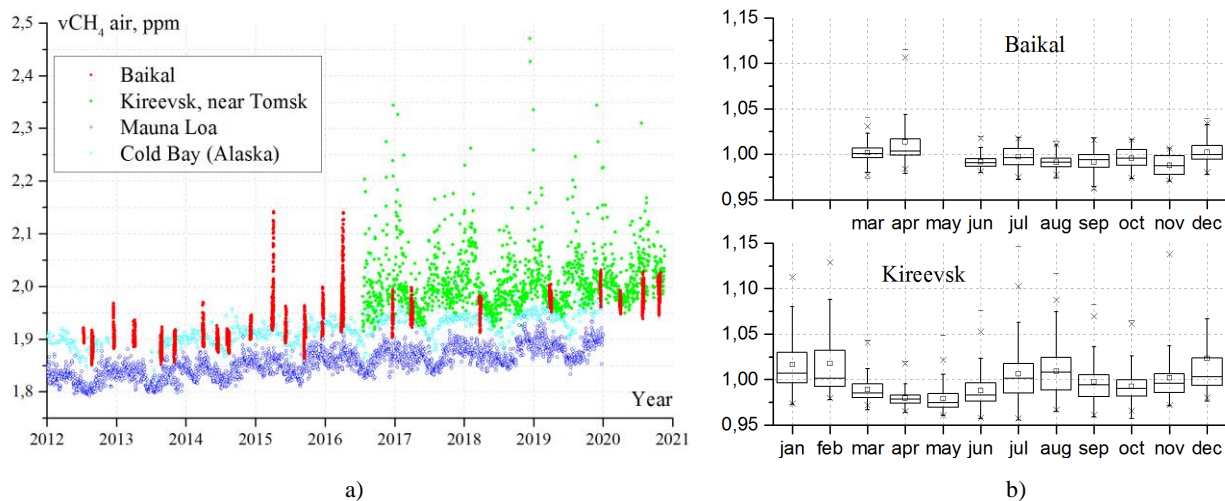 vCH4 air, ppm
2,5
2,4
2,3
2,2
2,1
2,0
1,9
1,8
Baikal
Kireevsk, near Tomsk
Mauna Loa
Cold Bay (Alaska)
Year
2012 2013 2014 2015 2016 2017 2018 2019 2020 2021
a)
1,15
1,10
1,05
1,00
0,95
Baikal
mar apr may jun jul aug sep oct nov dec
1,15
1,10
1,05
1,00
0,95
Kireevsk
jan feb mar apr may jun jul aug sep oct nov dec
b)